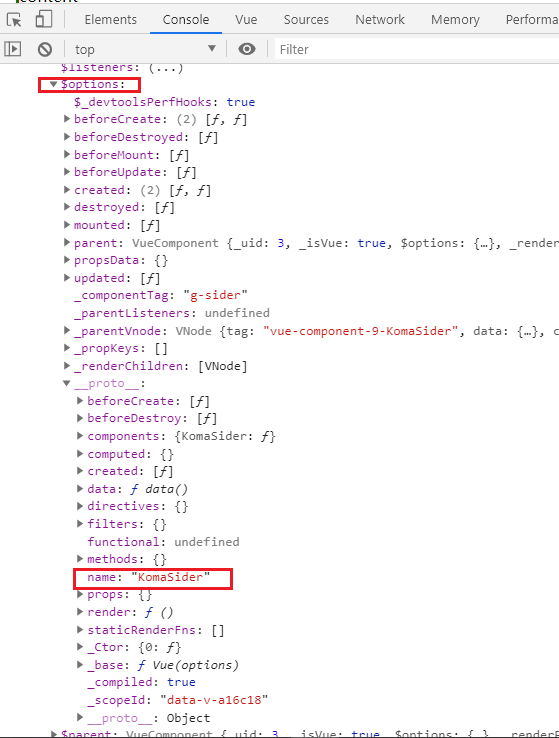 content
Elements Console Vue Sources Network Memory Performa
top Filter
$listeners: (...)
$options:
$_devtoolsPerfHooks: true
beforeCreate: (2) [ƒ, ƒ]
beforeDestroyed: [ƒ]
beforeMount: [ƒ]
beforeUpdate: [ƒ]
created: (2) [ƒ, ƒ]
destroyed: [ƒ]
mounted: [ƒ]
parent: VueComponent {_uid: 3, _isVue: true, $options: {…}, _render
propsData: {}
updated: [ƒ]
_componentTag: "g-sider"
_parentListeners: undefined
_parentVnode: VNode {tag: "vue-component-9-KomaSider", data: {…}, c
_propKeys: []
_renderChildren: [VNode]
__proto__:
beforeCreate: [ƒ]
beforeDestroy: [ƒ]
components: {KomaSider: ƒ}
computed: {}
created: [ƒ]
data: ƒ data()
directives: {}
filters: {}
functional: undefined
methods: {}
name: "KomaSider"
props: {}
render: ƒ ()
staticRenderFns: []
_Ctor: {0: ƒ}
_base: ƒ Vue(options)
_compiled: true
_scopeId: "data-v-a16c18"
__proto__: Object
$parent: VueComponent {_uid: 3, _isVue: true, $options: {…}, _renderF